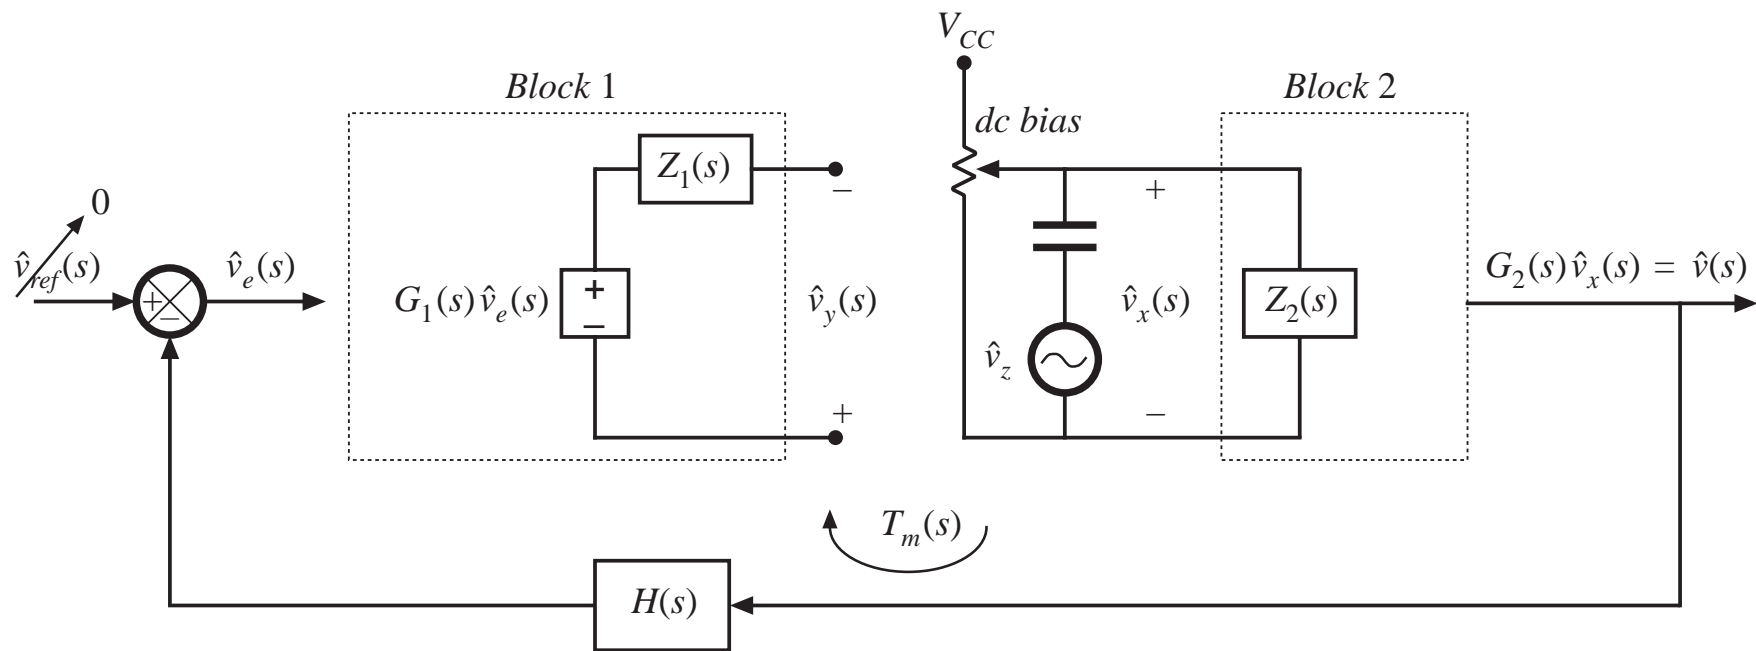 V_CC
Block 1
Block 2
dc bias
Z_1(s)
0
−
+
v̂_ref(s)
v̂_e(s)
G_2(s) v̂_x(s) = v̂(s)
+
−
G_1(s) v̂_e(s)
+
−
v̂_y(s)
v̂_x(s)
Z_2(s)
v̂_z
+
−
T_m(s)
H(s)